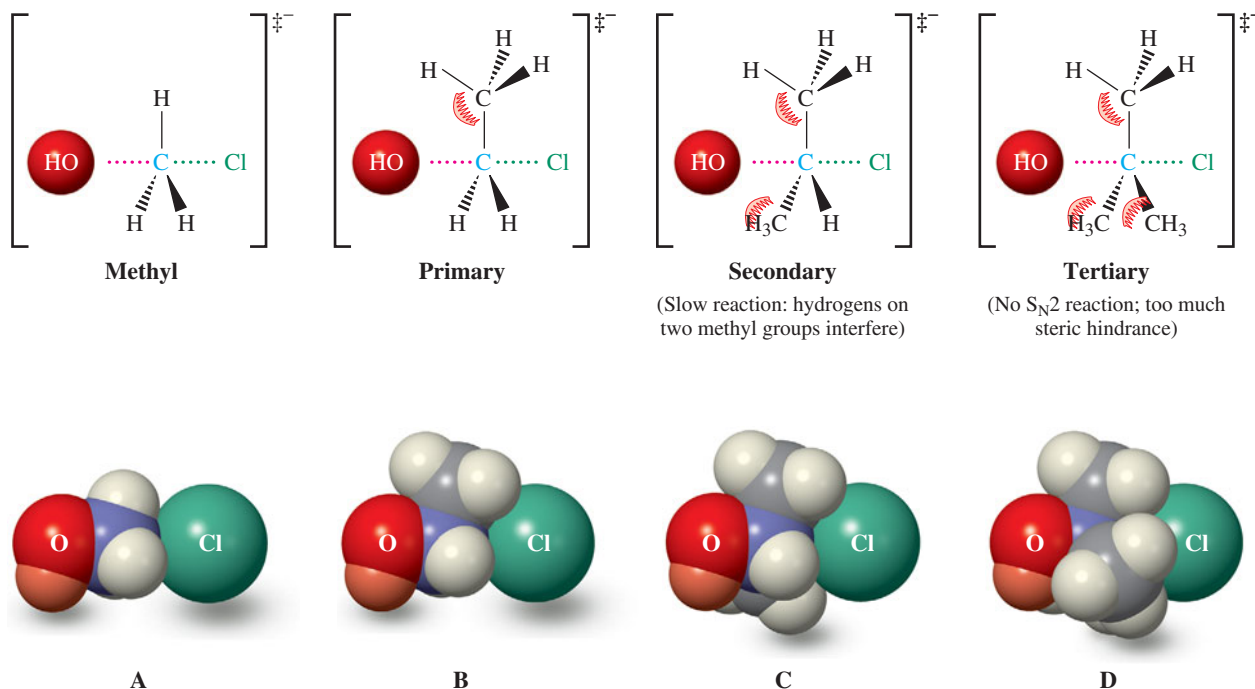 ‡−
‡−
‡−
‡−
H
HO
C
Cl
H
H
H
H
H
C
HO
C
Cl
H
H
H
H
H
C
HO
C
Cl
H₃C
H
H
H
H
C
HO
C
Cl
H₃C
CH₃
Methyl
Primary
Secondary
Tertiary
(Slow reaction: hydrogens on
two methyl groups interfere)
(No SN2 reaction; too much
steric hindrance)
O
Cl
O
Cl
O
Cl
O
Cl
A
B
C
D